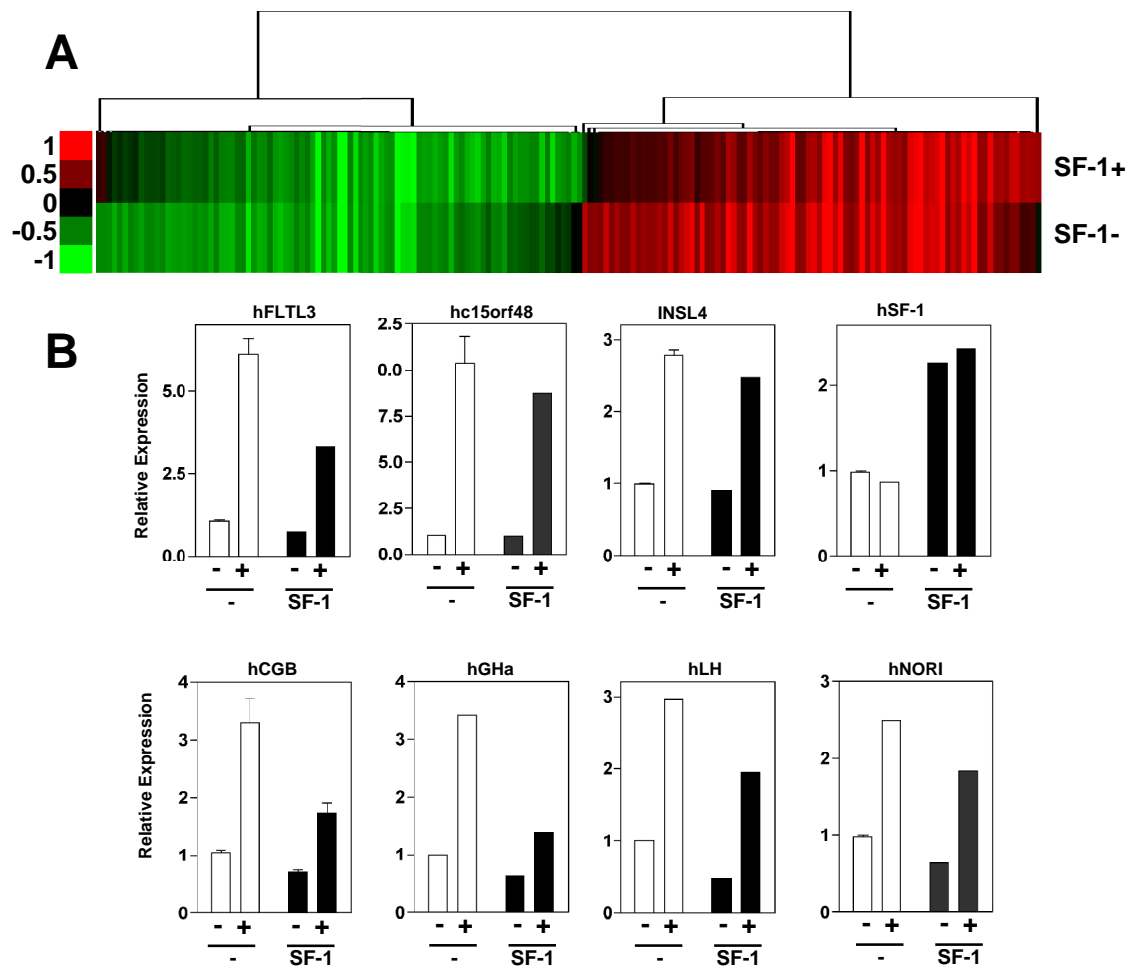 A
1
0.5
0
-0.5
-1
SF-1+
SF-1-
B
hFLTL3
hc15orf48
INSL4
hSF-1
Relative Expression
5.0
2.5
0.0
2.5
0.0
7.5
5.0
2.5
0.0
3
2
1
0
2
1
0
- + - +
- SF-1
- + - +
- SF-1
- + - +
- SF-1
- + - +
- SF-1
hCGB
hGHa
hLH
hNORI
Relative Expression
4
3
2
1
0
4
3
2
1
0
3
2
1
0
3
2
1
0
- + - +
- SF-1
- + - +
- SF-1
- + - +
- SF-1
- + - +
- SF-1